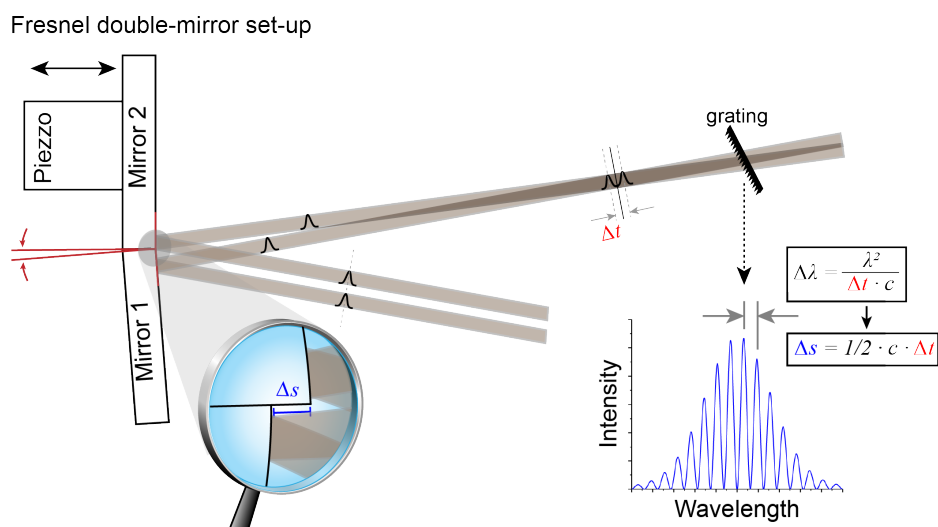 Fresnel double-mirror set-up
Piezzo
Mirror 2
Mirror 1
grating
Δt
Δs
Δλ = λ² / Δt · c
Δs = 1/2 · c · Δt
Intensity
Wavelength